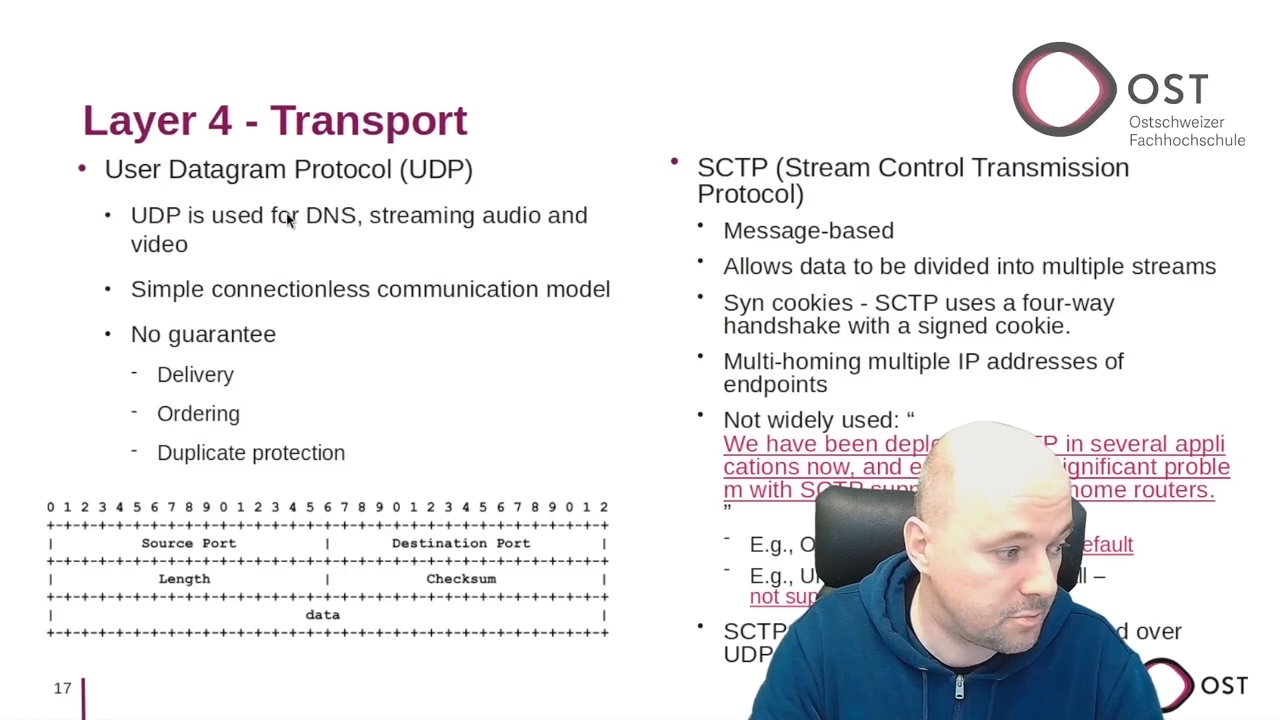 OST
Ostschweizer
Fachhochschule
Layer 4 - Transport
• User Datagram Protocol (UDP)
• UDP is used for DNS, streaming audio and
video
• Simple connectionless communication model
• No guarantee
- Delivery
- Ordering
- Duplicate protection
0 1 2 3 4 5 6 7 8 9 0 1 2 3 4 5 6 7 8 9 0 1 2 3 4 5 6 7 8 9 0 1 2
+-+-+-+-+-+-+-+-+-+-+-+-+-+-+-+-+-+-+-+-+-+-+-+-+-+-+-+-+-+-+-+-+
| Source Port | Destination Port |
+-+-+-+-+-+-+-+-+-+-+-+-+-+-+-+-+-+-+-+-+-+-+-+-+-+-+-+-+-+-+-+-+
| Length | Checksum |
+-+-+-+-+-+-+-+-+-+-+-+-+-+-+-+-+-+-+-+-+-+-+-+-+-+-+-+-+-+-+-+-+
| data |
+-+-+-+-+-+-+-+-+-+-+-+-+-+-+-+-+-+-+-+-+-+-+-+-+-+-+-+-+-+-+-+-+
• SCTP (Stream Control Transmission
Protocol)
• Message-based
• Allows data to be divided into multiple streams
• Syn cookies - SCTP uses a four-way
handshake with a signed cookie.
• Multi-homing multiple IP addresses of
endpoints
• Not widely used: “
We have been in several appli
cations now, and proble
m with SCTP home routers.
”
- E.g.,
- E.g., –
not
• SCTP over
UDP
17
OST